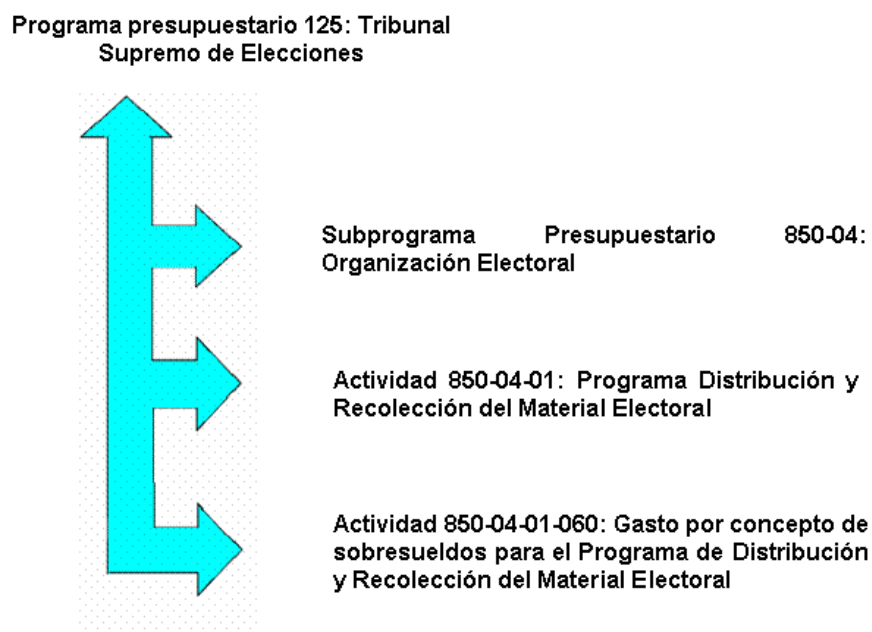 Programa presupuestario 125: Tribunal
Supremo de Elecciones
Subprograma Presupuestario 850-04:
Organización Electoral
Actividad 850-04-01: Programa Distribución y
Recolección del Material Electoral
Actividad 850-04-01-060: Gasto por concepto de
sobresueldos para el Programa de Distribución
y Recolección del Material Electoral